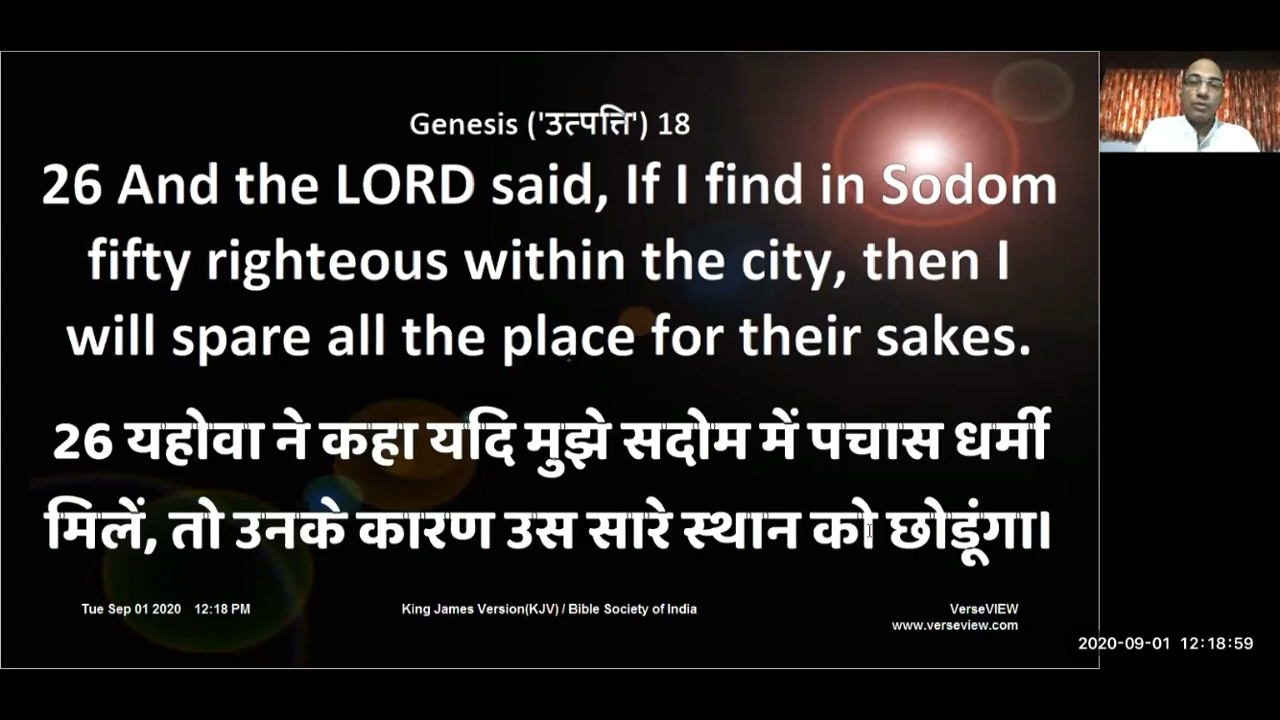 Genesis ('उत्पत्ति') 18
26 And the LORD said, If I find in Sodom
fifty righteous within the city, then I
will spare all the place for their sakes.
26 यहोवा ने कहा यदि मुझे सदोम में पचास धर्मी
मिलें, तो उनके कारण उस सारे स्थान को छोडूंगा।
Tue Sep 01 2020 12:18 PM
King James Version(KJV) / Bible Society of India
VerseVIEW
www.verseview.com
2020-09-01 12:18:59